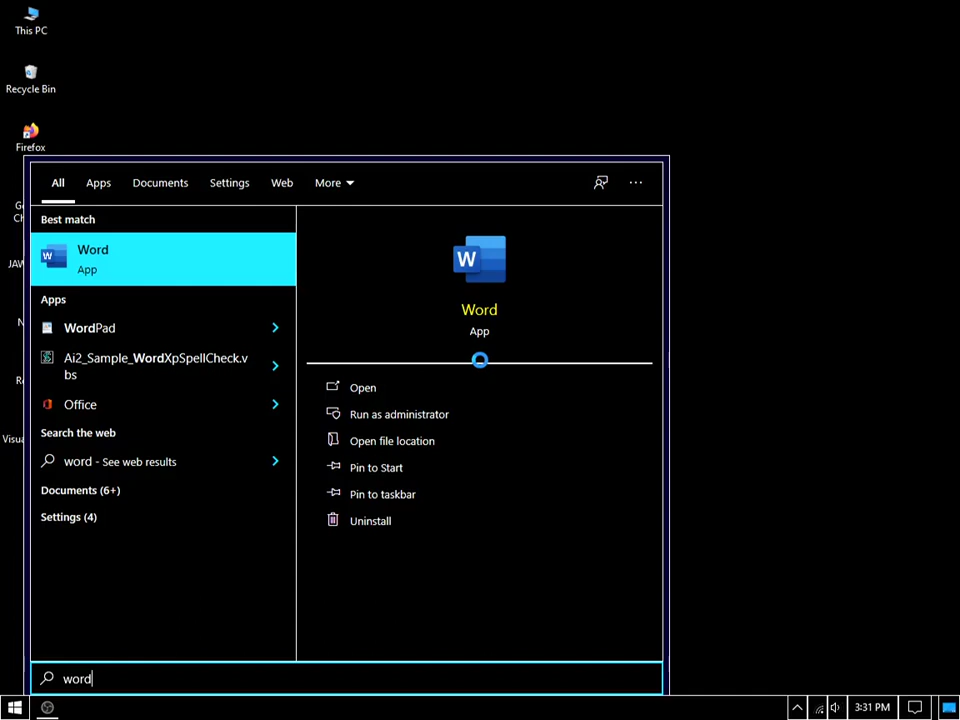 This PC
Recycle Bin
Firefox
JAW
Visua
All
Apps
Documents
Settings
Web
More
Best match
Word
App
Apps
WordPad
Ai2_Sample_WordXpSpellCheck.v
bs
Office
Search the web
word - See web results
Documents (6+)
Settings (4)
Word
App
Open
Run as administrator
Open file location
Pin to Start
Pin to taskbar
Uninstall
word
3:31 PM